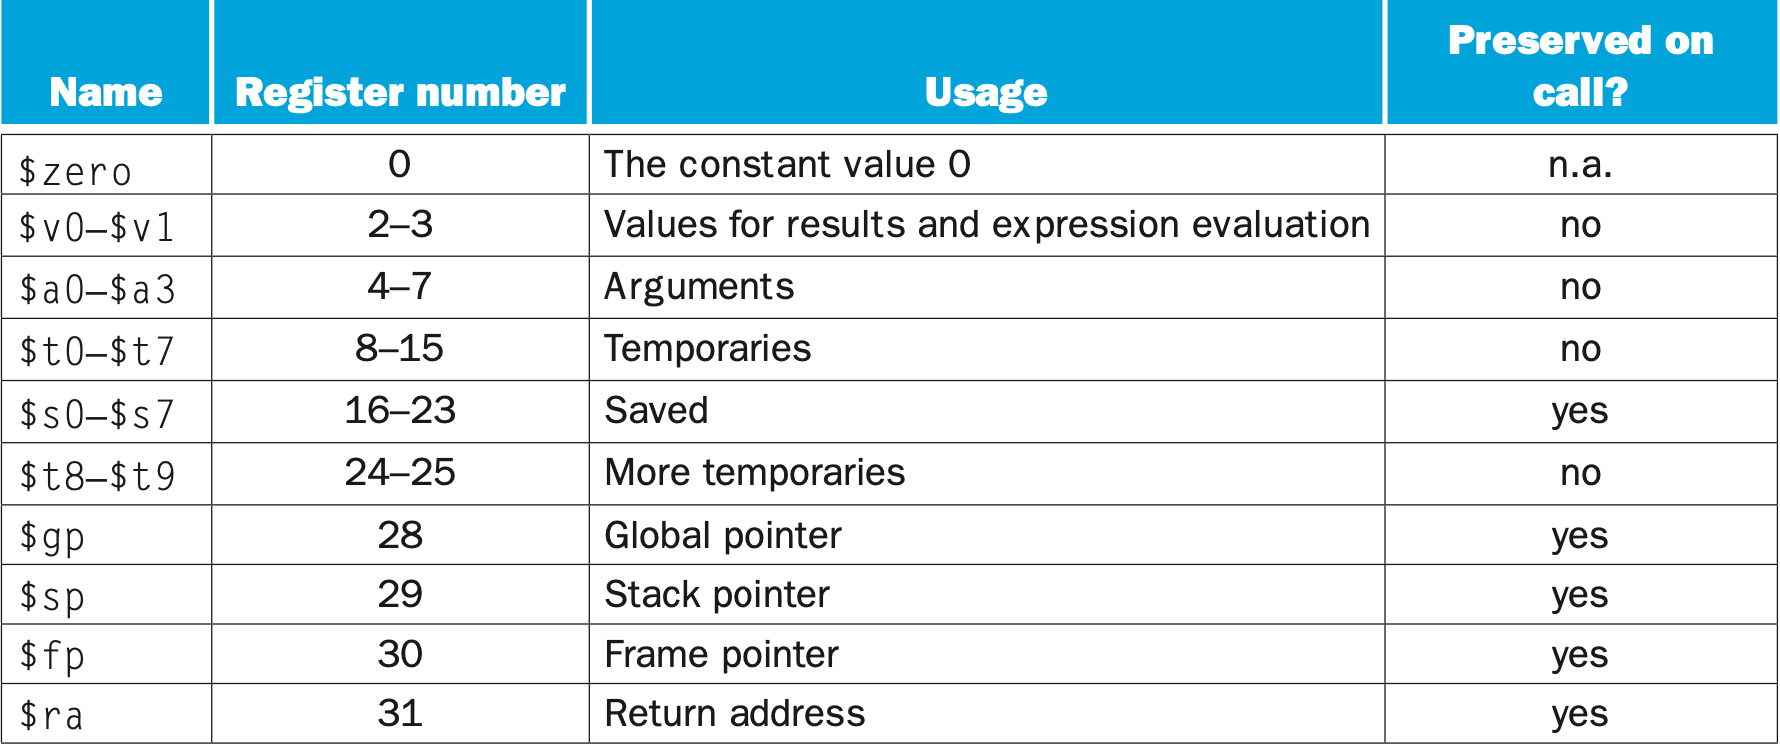 Name Register number Usage Preserved on call?
$zero 0 The constant value 0 n.a.
$v0–$v1 2–3 Values for results and expression evaluation no
$a0–$a3 4–7 Arguments no
$t0–$t7 8–15 Temporaries no
$s0–$s7 16–23 Saved yes
$t8–$t9 24–25 More temporaries no
$gp 28 Global pointer yes
$sp 29 Stack pointer yes
$fp 30 Frame pointer yes
$ra 31 Return address yes